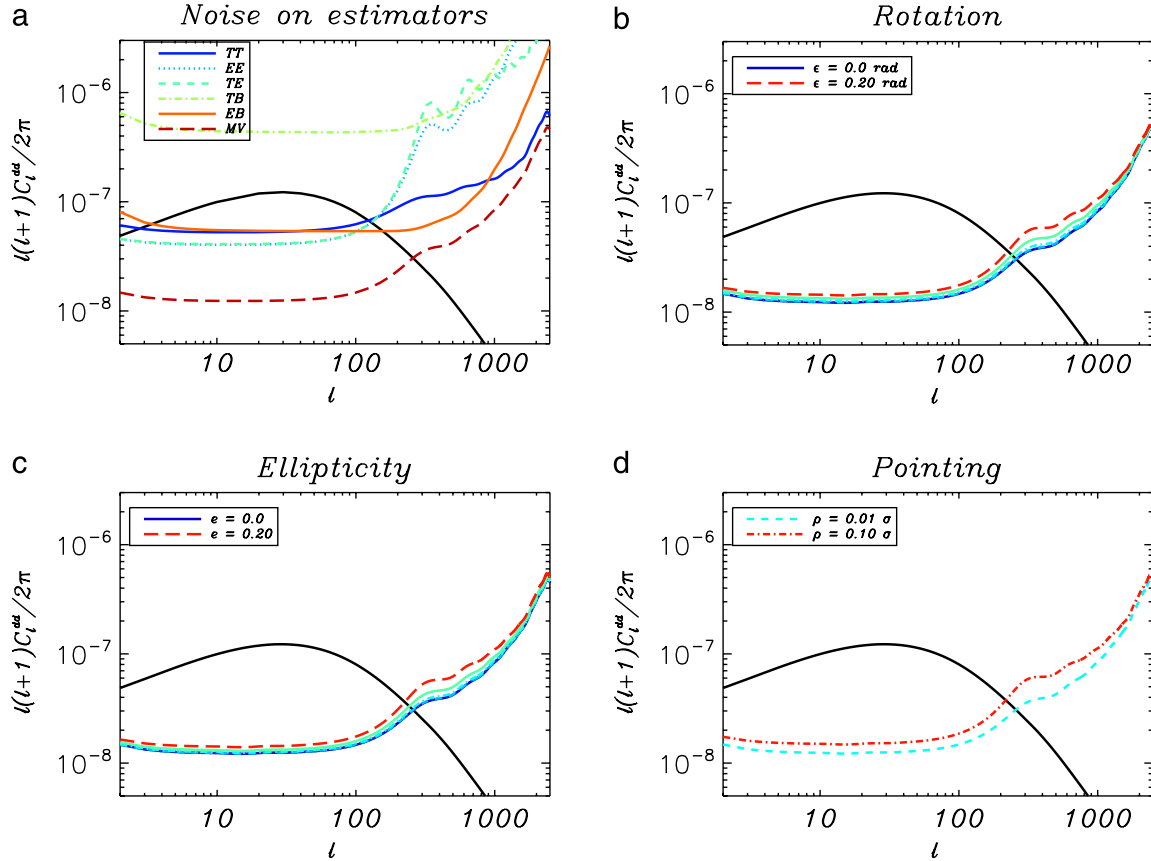 a
Noise on estimators
TT
EE
TE
TB
EB
MV
10⁻⁶
10⁻⁷
10⁻⁸
l(l+1)C_l^dd/2π
10
100
1000
l
b
Rotation
ϵ = 0.0 rad
ϵ = 0.20 rad
10⁻⁶
10⁻⁷
10⁻⁸
l(l+1)C_l^dd/2π
10
100
1000
l
c
Ellipticity
e = 0.0
e = 0.20
10⁻⁶
10⁻⁷
10⁻⁸
l(l+1)C_l^dd/2π
10
100
1000
l
d
Pointing
ρ = 0.01 σ
ρ = 0.10 σ
10⁻⁶
10⁻⁷
10⁻⁸
l(l+1)C_l^dd/2π
10
100
1000
l